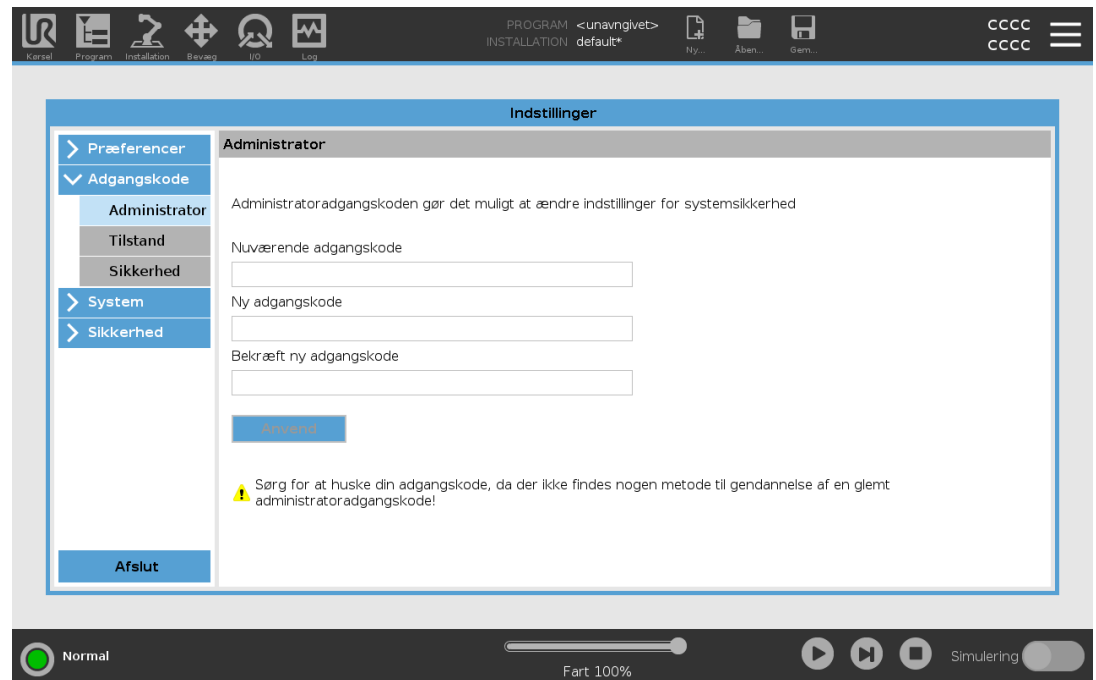 PROGRAM <unavngivet>
INSTALLATION default*
cccc
cccc
UR
Kørsel Program Installation Bevæg I/O Log
Ny... Åben... Gem...
Indstillinger
Præferencer
Adgangskode
Administrator
Tilstand
Sikkerhed
System
Sikkerhed
Afslut
Administrator
Administratoradgangskoden gør det muligt at ændre indstillinger for systemsikkerhed
Nuværende adgangskode
Ny adgangskode
Bekræft ny adgangskode
Anvend
Sørg for at huske din adgangskode, da der ikke findes nogen metode til gendannelse af en glemt
administratoradgangskode!
Normal
Fart 100%
Simulering